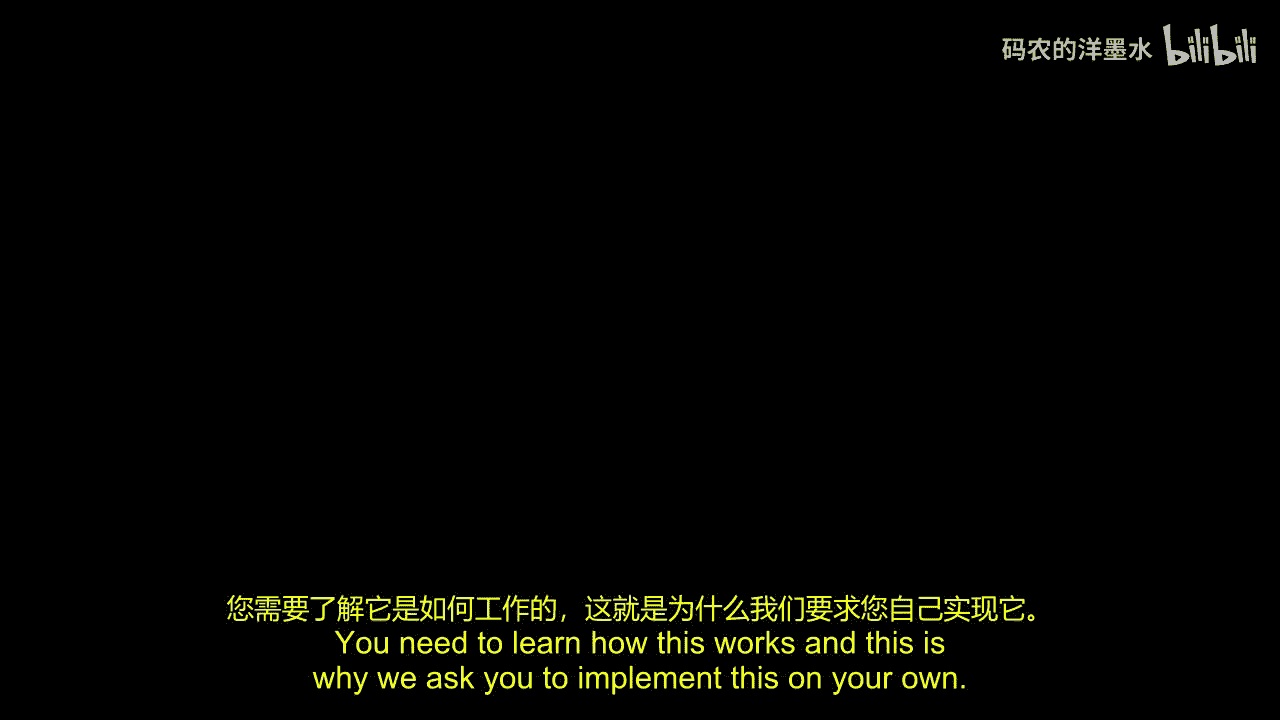 码农的洋墨水 bilibili
您需要了解它是如何工作的，这就是为什么我们要求您自己实现它。
You need to learn how this works and this is
why we ask you to implement this on your own.